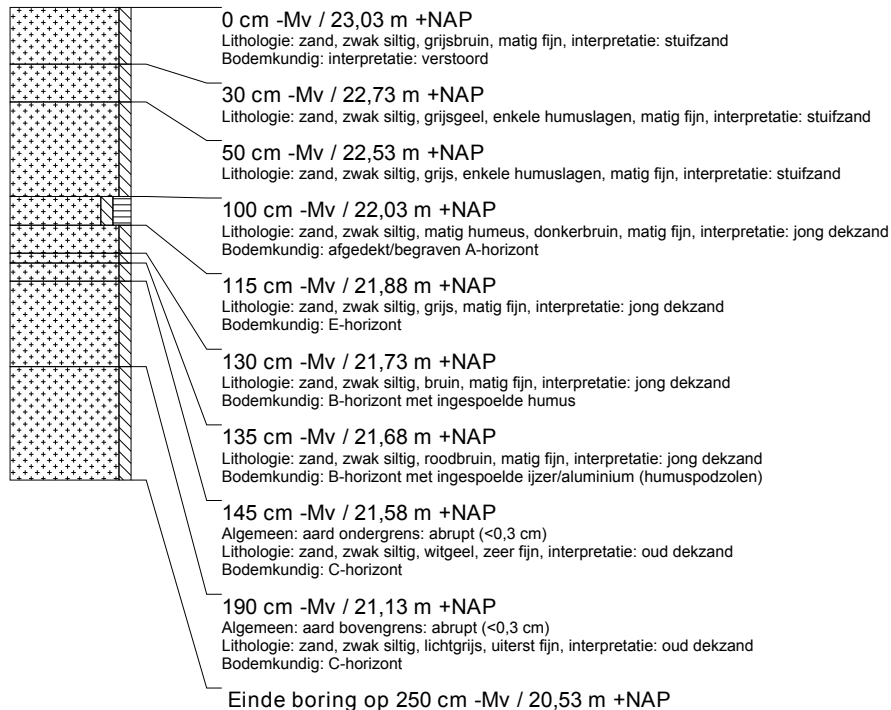 0 cm -Mv / 23,03 m +NAP
Lithologie: zand, zwak siltig, grijsbruin, matig fijn, interpretatie: stuifzand
Bodemkundig: interpretatie: verstoord
30 cm -Mv / 22,73 m +NAP
Lithologie: zand, zwak siltig, grijsgeel, enkele humuslagen, matig fijn, interpretatie: stuifzand
50 cm -Mv / 22,53 m +NAP
Lithologie: zand, zwak siltig, grijs, enkele humuslagen, matig fijn, interpretatie: stuifzand
100 cm -Mv / 22,03 m +NAP
Lithologie: zand, zwak siltig, matig humeus, donkerbruin, matig fijn, interpretatie: jong dekzand
Bodemkundig: afgedekt/begraven A-horizont
115 cm -Mv / 21,88 m +NAP
Lithologie: zand, zwak siltig, grijs, matig fijn, interpretatie: jong dekzand
Bodemkundig: E-horizont
130 cm -Mv / 21,73 m +NAP
Lithologie: zand, zwak siltig, bruin, matig fijn, interpretatie: jong dekzand
Bodemkundig: B-horizont met ingespoelde humus
135 cm -Mv / 21,68 m +NAP
Lithologie: zand, zwak siltig, roodbruin, matig fijn, interpretatie: jong dekzand
Bodemkundig: B-horizont met ingespoelde ijzer/aluminium (humuspodzolen)
145 cm -Mv / 21,58 m +NAP
Algemeen: aard ondergrens: abrupt (<0,3 cm)
Lithologie: zand, zwak siltig, witgeel, zeer fijn, interpretatie: oud dekzand
Bodemkundig: C-horizont
190 cm -Mv / 21,13 m +NAP
Algemeen: aard bovengrens: abrupt (<0,3 cm)
Lithologie: zand, zwak siltig, lichtgrijs, uiterst fijn, interpretatie: oud dekzand
Bodemkundig: C-horizont
Einde boring op 250 cm -Mv / 20,53 m +NAP